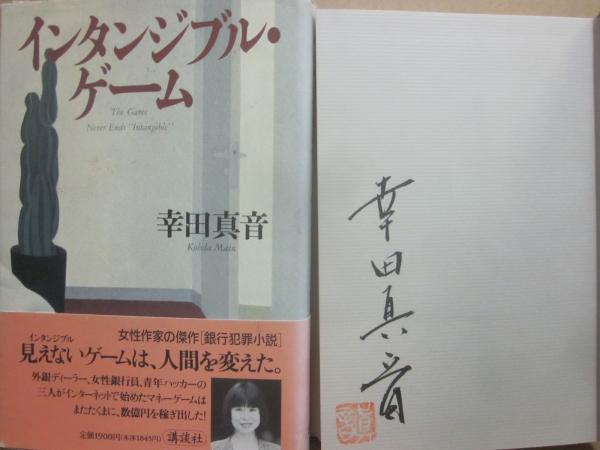 インタンジブル・
ゲーム
The Game
Never Ends "Intangible"
幸田真音
Kohda Main
女性作家の傑作[銀行犯罪小説]
インタンジブル
見えないゲームは、人間を変えた。
外銀ディーラー、女性銀行員、青年ハッカーの
三人がインターネットで始めたマネーゲームは
またたくまに、数億円を稼ぎ出した!
定価1900円(本体1845円) 講談社
幸田真音